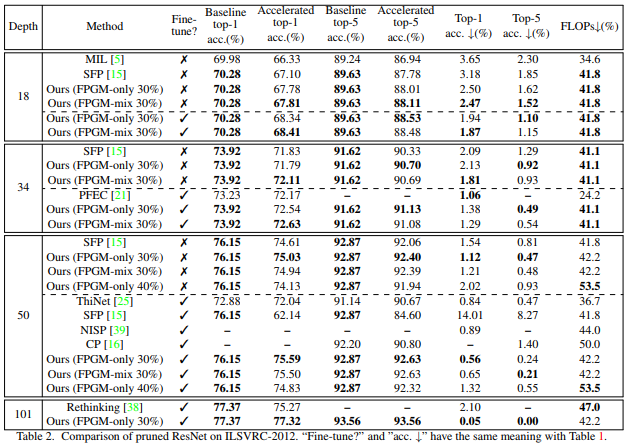 Depth Method Fine-tune? Baseline top-1 acc.(%) Accelerated top-1 acc.(%) Baseline top-5 acc.(%) Accelerated top-5 acc.(%) Top-1 acc. ↓(%) Top-5 acc. ↓(%) FLOPs↓(%)
18 MIL [5] ✗ 69.98 66.33 89.24 86.94 3.65 2.30 34.6
SFP [15] ✗ 70.28 67.10 89.63 87.78 3.18 1.85 41.8
Ours (FPGM-only 30%) ✗ 70.28 67.78 89.63 88.01 2.50 1.62 41.8
Ours (FPGM-mix 30%) ✗ 70.28 67.81 89.63 88.11 2.47 1.52 41.8
Ours (FPGM-only 30%) ✓ 70.28 68.34 89.63 88.53 1.94 1.10 41.8
Ours (FPGM-mix 30%) ✓ 70.28 68.41 89.63 88.48 1.87 1.15 41.8
34 SFP [15] ✗ 73.92 71.83 91.62 90.33 2.09 1.29 41.1
Ours (FPGM-only 30%) ✗ 73.92 71.79 91.62 90.70 2.13 0.92 41.1
Ours (FPGM-mix 30%) ✗ 73.92 72.11 91.62 90.69 1.81 0.93 41.1
PFEC [21] ✓ 73.23 72.17 – – 1.06 – 24.2
Ours (FPGM-only 30%) ✓ 73.92 72.54 91.62 91.13 1.38 0.49 41.1
Ours (FPGM-mix 30%) ✓ 73.92 72.63 91.62 91.08 1.29 0.54 41.1
50 SFP [15] ✗ 76.15 74.61 92.87 92.06 1.54 0.81 41.8
Ours (FPGM-only 30%) ✗ 76.15 75.03 92.87 92.40 1.12 0.47 42.2
Ours (FPGM-mix 30%) ✗ 76.15 74.94 92.87 92.39 1.21 0.48 42.2
Ours (FPGM-only 40%) ✗ 76.15 74.13 92.87 91.94 2.02 0.93 53.5
ThiNet [25] ✓ 72.88 72.04 91.14 90.67 0.84 0.47 36.7
SFP [15] ✓ 76.15 62.14 92.87 84.60 14.01 8.27 41.8
NISP [39] ✓ – – – – 0.89 – 44.0
CP [16] ✓ – – 92.20 90.80 – 1.40 50.0
Ours (FPGM-only 30%) ✓ 76.15 75.59 92.87 92.63 0.56 0.24 42.2
Ours (FPGM-mix 30%) ✓ 76.15 75.50 92.87 92.63 0.65 0.21 42.2
Ours (FPGM-only 40%) ✓ 76.15 74.83 92.87 92.32 1.32 0.55 53.5
101 Rethinking [38] ✓ 77.37 75.27 – – 2.10 – 47.0
Ours (FPGM-only 30%) ✓ 77.37 77.32 93.56 93.56 0.05 0.00 42.2
Table 2. Comparison of pruned ResNet on ILSVRC-2012. “Fine-tune?” and ”acc. ↓” have the same meaning with Table 1.